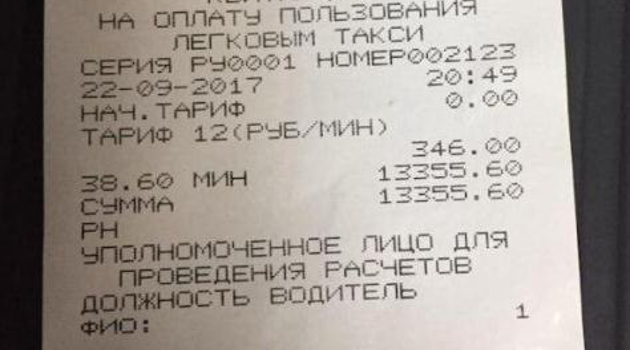 НА ОПЛАТУ ПОЛЬЗОВАНИЯ
ЛЕГКОВЫМ ТАКСИ
СЕРИЯ РУ0001 НОМЕР002123
22-09-2017 20:49
НАЧ.ТАРИФ 0.00
ТАРИФ 12(РУБ/МИН)
346.00
38.60 МИН 13355.60
СУММА 13355.60
РН
УПОЛНОМОЧЕННОЕ ЛИЦО ДЛЯ
ПРОВЕДЕНИЯ РАСЧЕТОВ
ДОЛЖНОСТЬ ВОДИТЕЛЬ
ФИО: 1